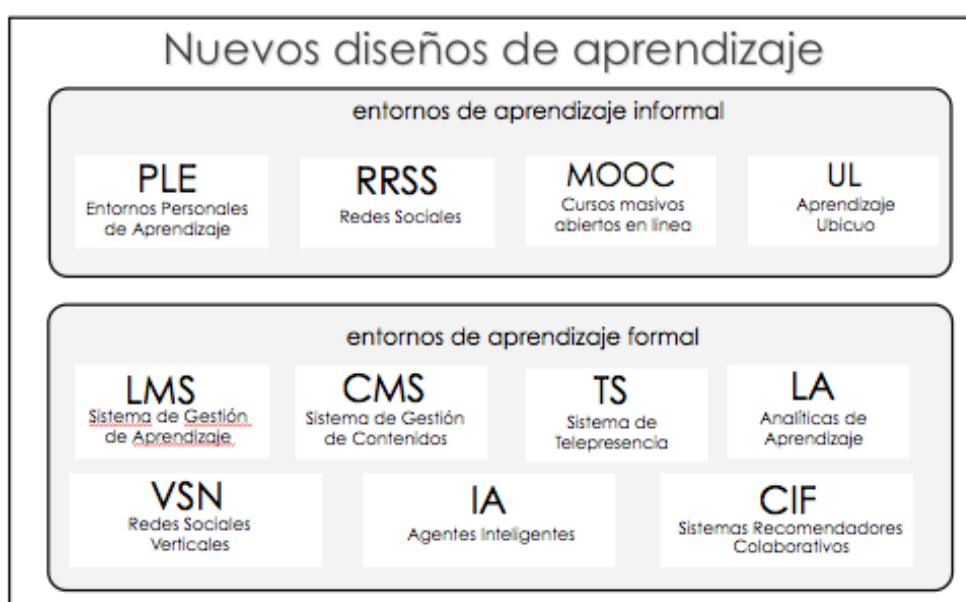 Nuevos diseños de aprendizaje
entornos de aprendizaje informal
PLE
Entornos Personales
de Aprendizaje
RRSS
Redes Sociales
MOOC
Cursos masivos
abiertos en linea
UL
Aprendizaje
Ubicuo
entornos de aprendizaje formal
LMS
Sistema de Gestión
de Aprendizaje
CMS
Sistema de Gestión
de Contenidos
TS
Sistema de
Telepresencia
LA
Analíticas de
Aprendizaje
VSN
Redes Sociales
Verticales
IA
Agentes Inteligentes
CIF
Sistemas Recomendadores
Colaborativos